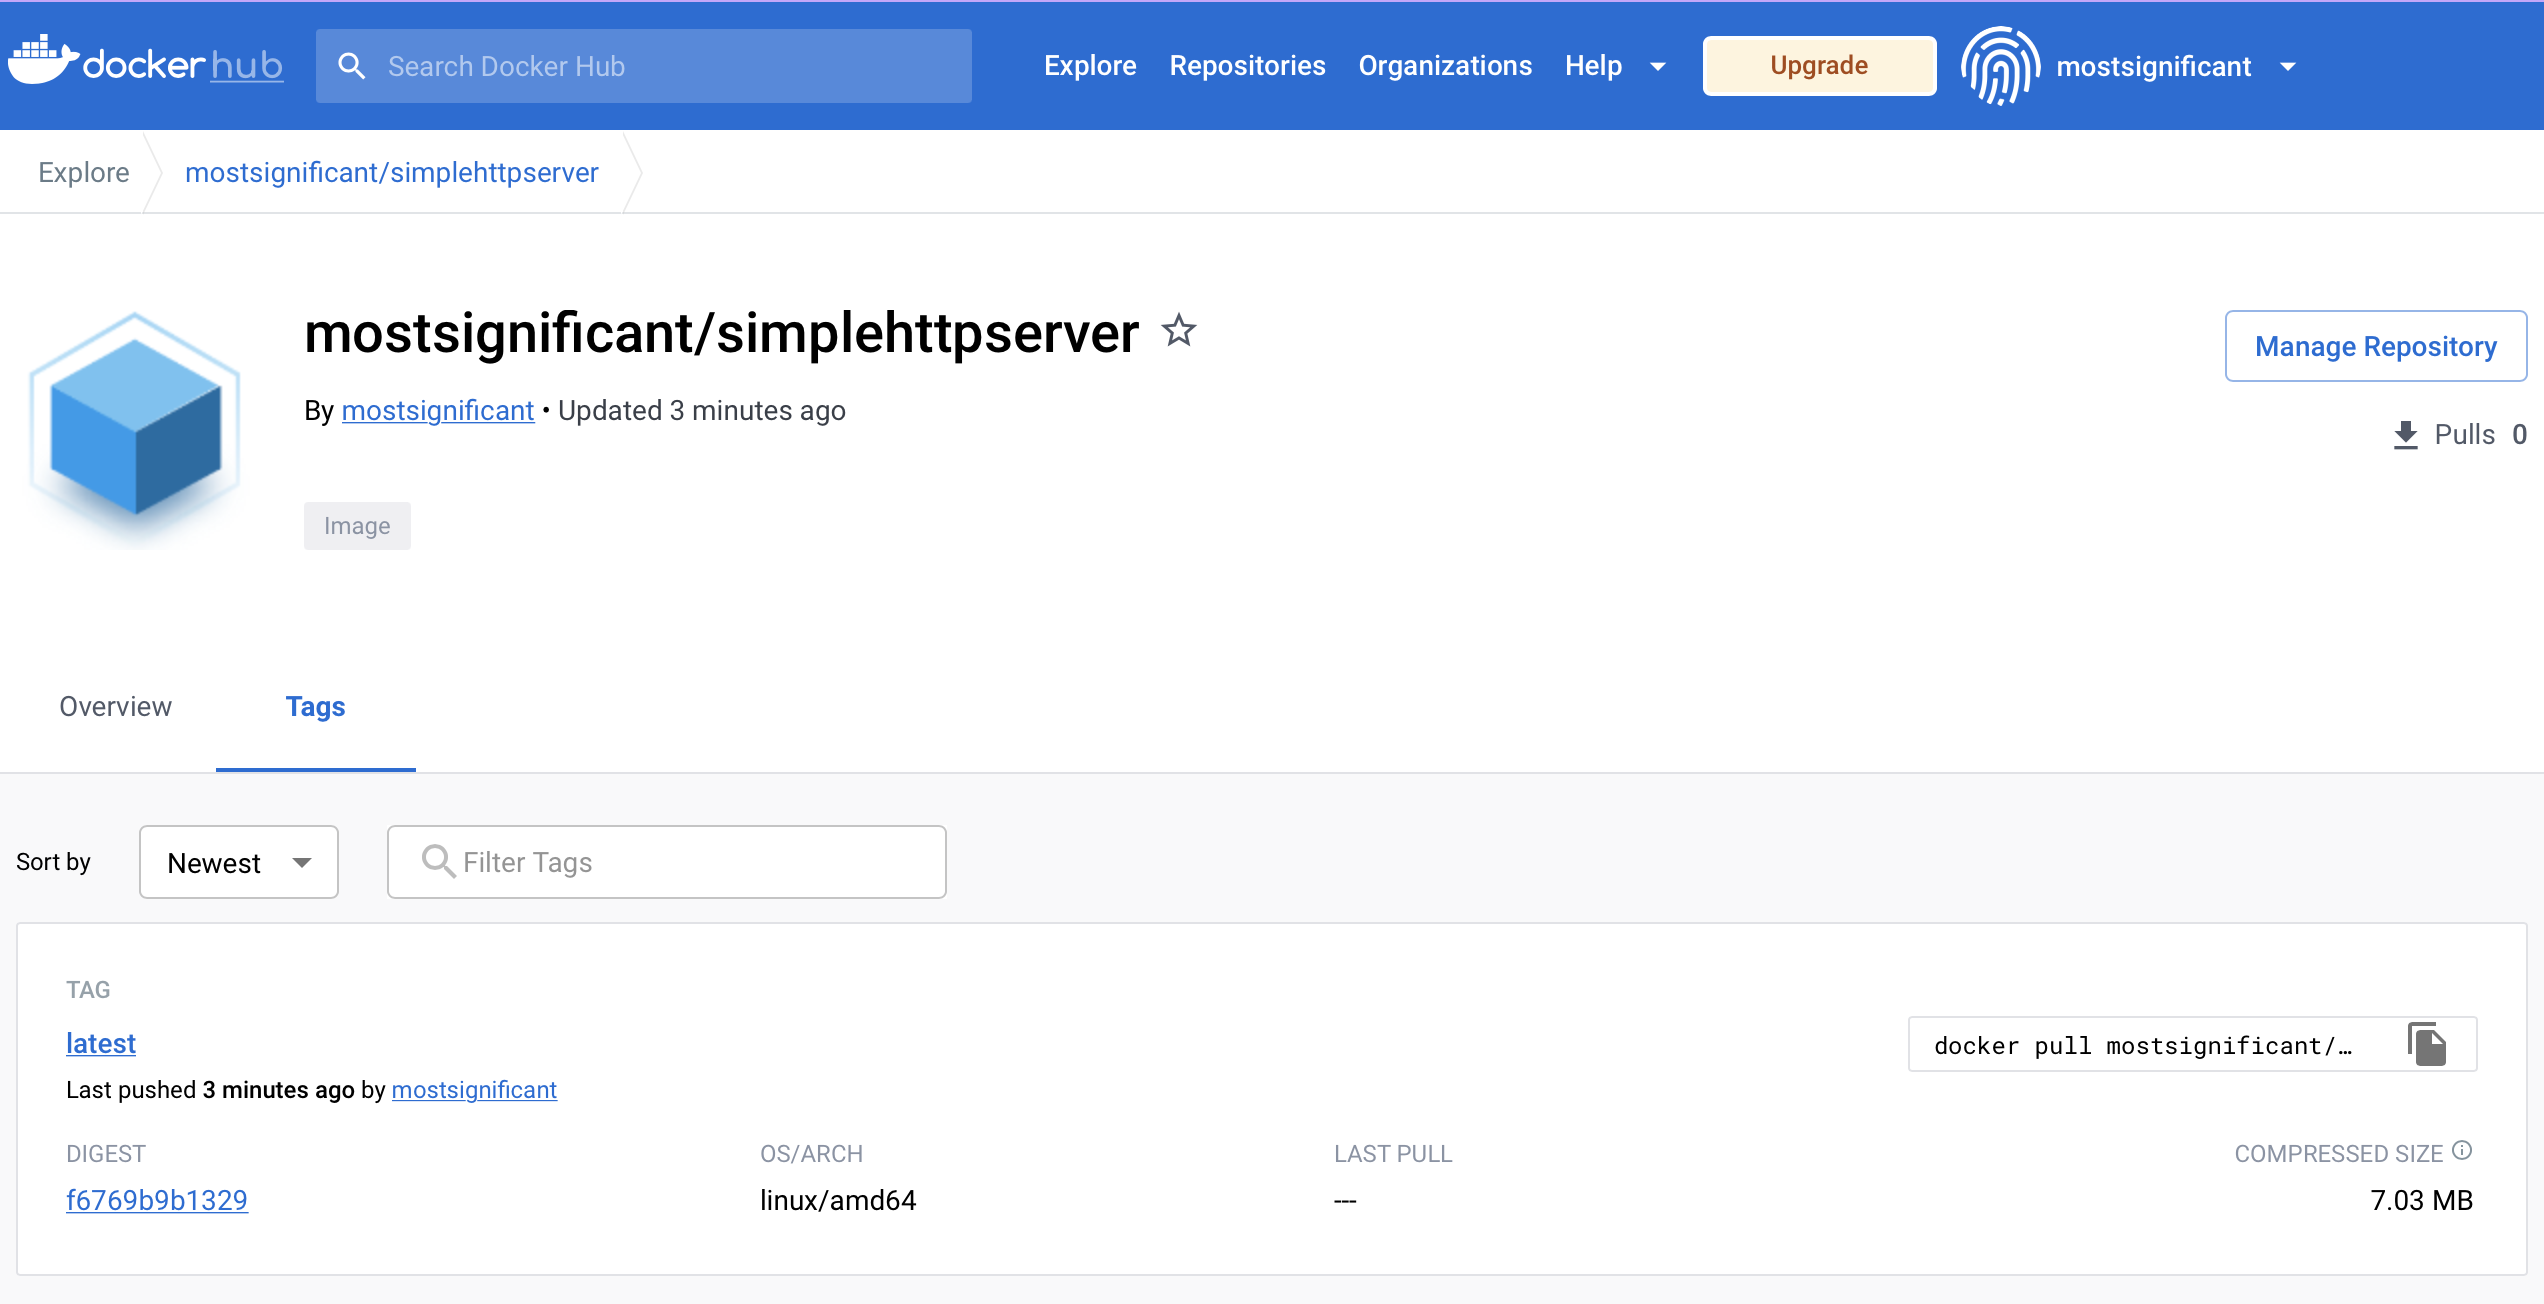 dockerhub Search Docker Hub Explore Repositories Organizations Help Upgrade mostsignificant
Explore mostsignificant/simplehttpserver
mostsignificant/simplehttpserver
Manage Repository
By mostsignificant • Updated 3 minutes ago
Pulls 0
Image
Overview Tags
Sort by Newest Filter Tags
TAG
latest
docker pull mostsignificant/…
Last pushed 3 minutes ago by mostsignificant
DIGEST OS/ARCH LAST PULL COMPRESSED SIZE
f6769b9b1329 linux/amd64 --- 7.03 MB